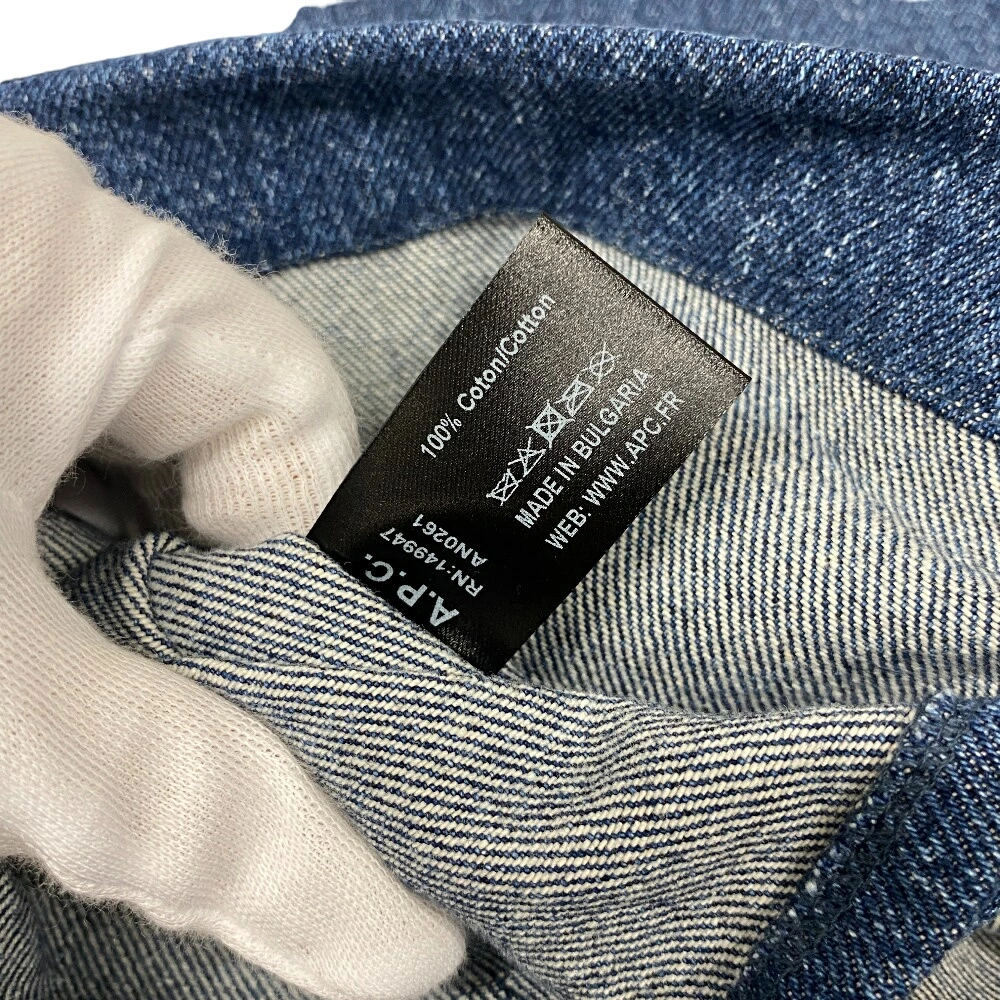 100% Coton/Cotton
MADE IN BULGARIA
WEB: WWW.APC.FR
A.P.C.
RN:149947
AN0261